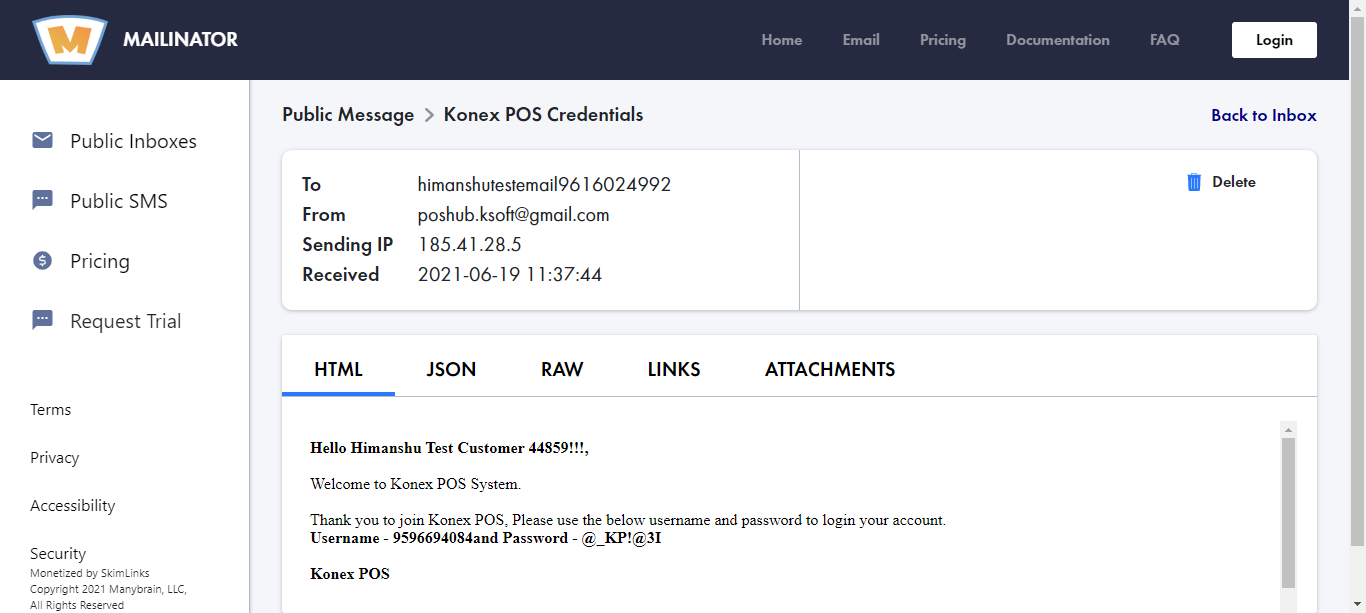 MAILINATOR
Home Email Pricing Documentation FAQ Login
Public Inboxes
Public SMS
Pricing
Request Trial
Terms
Privacy
Accessibility
Security
Monetized by SkimLinks
Copyright 2021 Manybrain, LLC,
All Rights Reserved
Public Message > Konex POS Credentials
Back to Inbox
To himanshutestemail9616024992
From poshub.ksoft@gmail.com
Sending IP 185.41.28.5
Received 2021-06-19 11:37:44
Delete
HTML JSON RAW LINKS ATTACHMENTS
Hello Himanshu Test Customer 44859!!!,
Welcome to Konex POS System.
Thank you to join Konex POS, Please use the below username and password to login your account.
Username - 9596694084and Password - @_KP!@3I
Konex POS